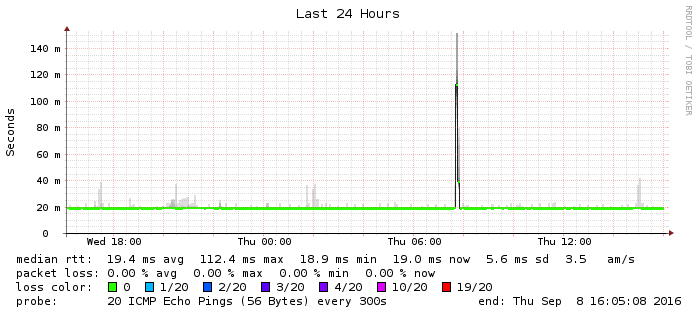 Last 24 Hours
RRDTOOL / TOBI OETIKER
Seconds
140 m
120 m
100 m
80 m
60 m
40 m
20 m
0
Wed 18:00 Thu 00:00 Thu 06:00 Thu 12:00
median rtt: 19.4 ms avg 112.4 ms max 18.9 ms min 19.0 ms now 5.6 ms sd 3.5 am/s
packet loss: 0.00 % avg 0.00 % max 0.00 % min 0.00 % now
loss color: 0 1/20 2/20 3/20 4/20 10/20 19/20
probe: 20 ICMP Echo Pings (56 Bytes) every 300s end: Thu Sep 8 16:05:08 2016